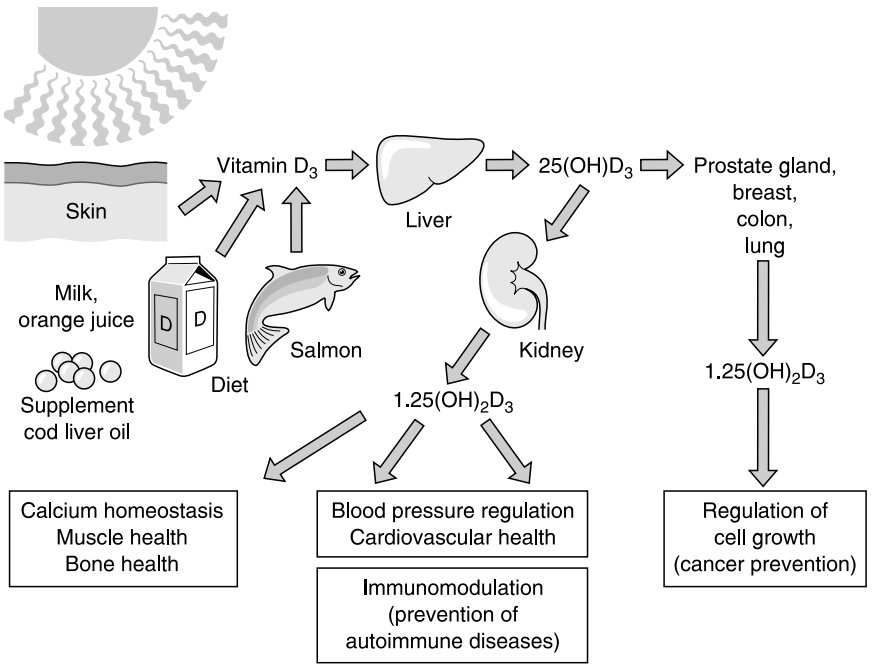 Vitamin D₃
25(OH)D₃
Prostate gland,
breast,
colon,
lung
Skin
Liver
Milk,
orange juice
D
D
Salmon
Kidney
Diet
Supplement
cod liver oil
1.25(OH)₂D₃
1.25(OH)₂D₃
Calcium homeostasis
Muscle health
Bone health
Blood pressure regulation
Cardiovascular health
Immunomodulation
(prevention of
autoimmune diseases)
Regulation of
cell growth
(cancer prevention)